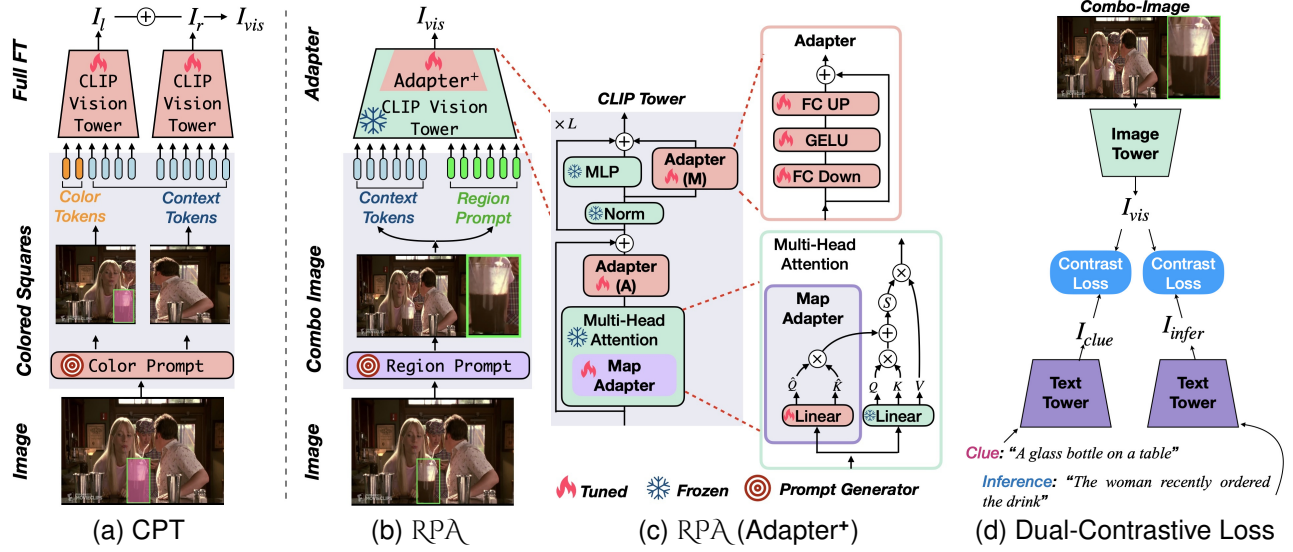 Full FT
Colored Squares
Image
I_l
I_r
I_vis
CLIP
Vision
Tower
CLIP
Vision
Tower
Color
Tokens
Context
Tokens
Color Prompt
(a) CPT
Adapter
Combo Image
Image
I_vis
Adapter+
CLIP Vision
Tower
Context
Tokens
Region
Prompt
Region Prompt
(b) RPA
CLIP Tower
× L
MLP
Adapter
(M)
Norm
Adapter
(A)
Multi-Head
Attention
Map
Adapter
Adapter
FC UP
GELU
FC Down
Multi-Head
Attention
Map
Adapter
S
Q̂
K̂
Q
K
V
Linear
Linear
Tuned
Frozen
Prompt Generator
(c) RPA (Adapter+)
Combo-Image
Image
Tower
I_vis
Contrast
Loss
Contrast
Loss
I_clue
I_infer
Text
Tower
Text
Tower
Clue: “A glass bottle on a table”
Inference: “The woman recently ordered
the drink”
(d) Dual-Contrastive Loss